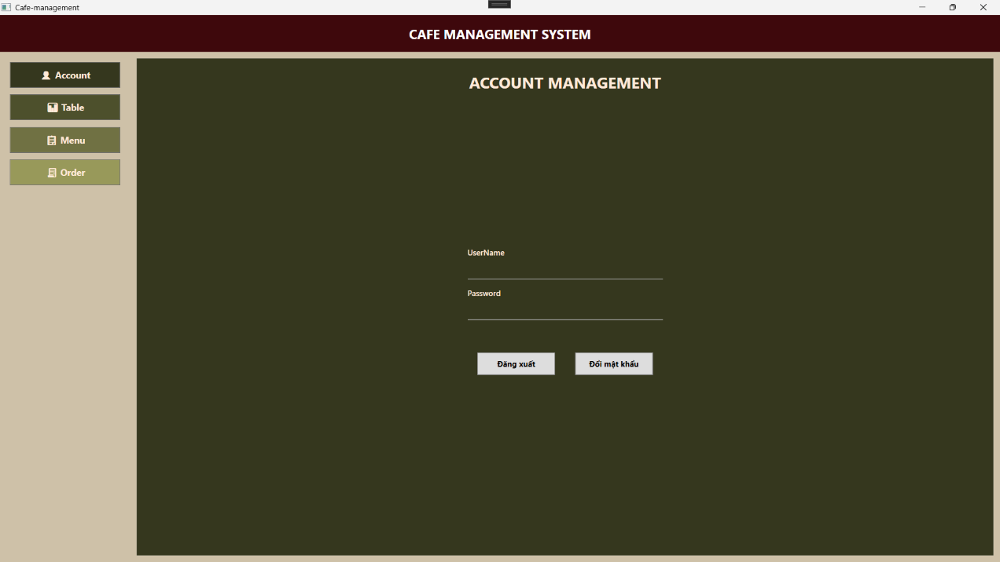 Cafe-management
CAFE MANAGEMENT SYSTEM
Account
Table
Menu
Order
ACCOUNT MANAGEMENT
UserName
Password
Đăng xuất
Đổi mật khẩu